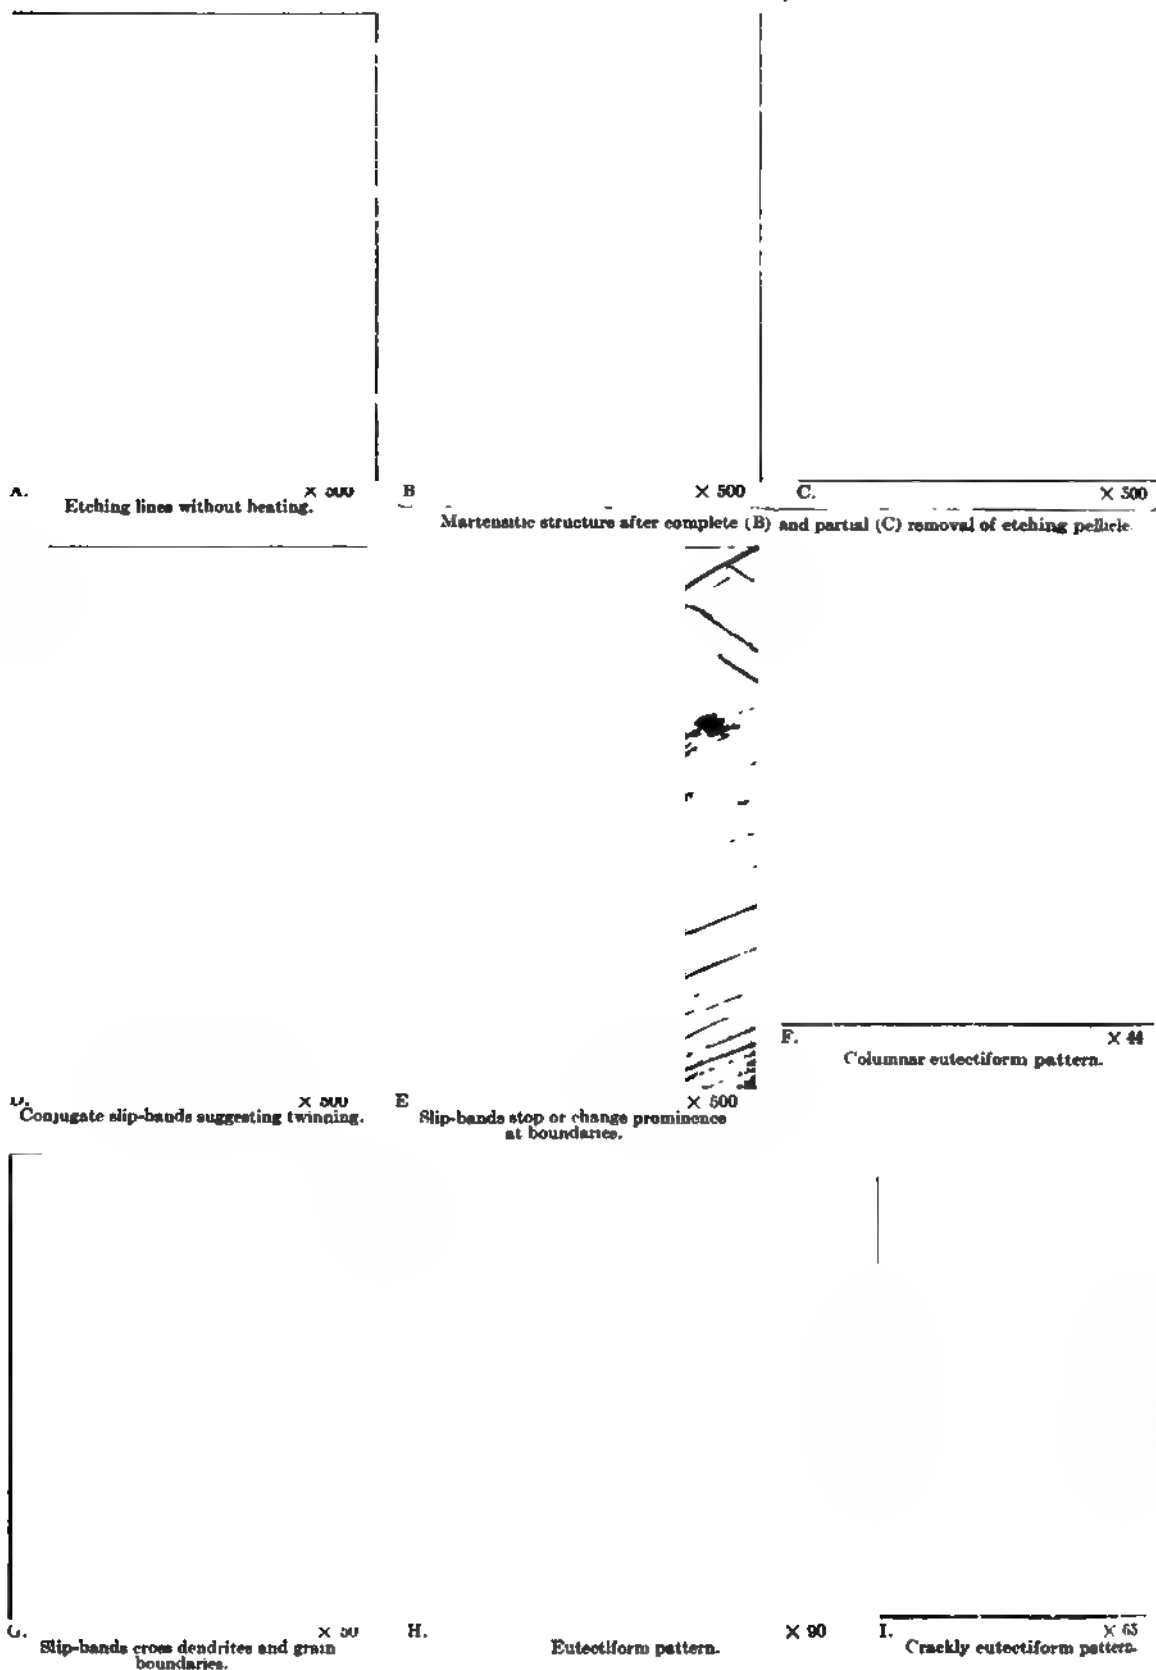 A. × 500 B × 500 C. × 500
Etching lines without heating.
Martensitic structure after complete (B) and partial (C) removal of etching pellicle.
F. × 44
Columnar eutectiform pattern.
D. × 500 E × 500
Conjugate slip-bands suggesting twinning. Slip-bands stop or change prominence
at boundaries.
G. × 50 H. × 90 I. × 65
Slip-bands cross dendrites and grain Eutectiform pattern. Crackly eutectiform pattern.
boundaries.